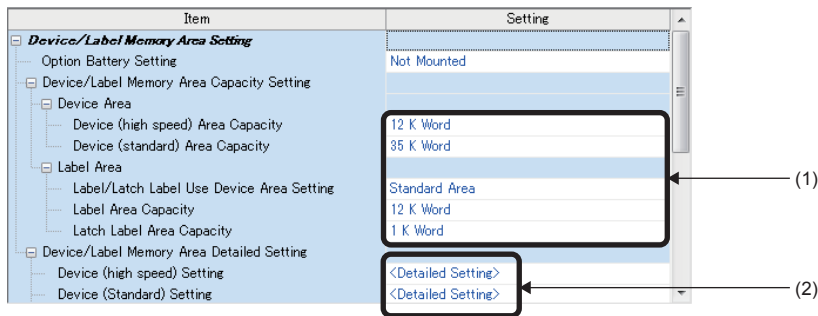 Item Setting
Device/Label Memory Area Setting
Option Battery Setting Not Mounted
Device/Label Memory Area Capacity Setting
Device Area
Device (high speed) Area Capacity 12 K Word
Device (standard) Area Capacity 35 K Word
Label Area
Label/Latch Label Use Device Area Setting Standard Area (1)
Label Area Capacity 12 K Word
Latch Label Area Capacity 1 K Word
Device/Label Memory Area Detailed Setting
Device (high speed) Setting <Detailed Setting>
Device (Standard) Setting <Detailed Setting> (2)